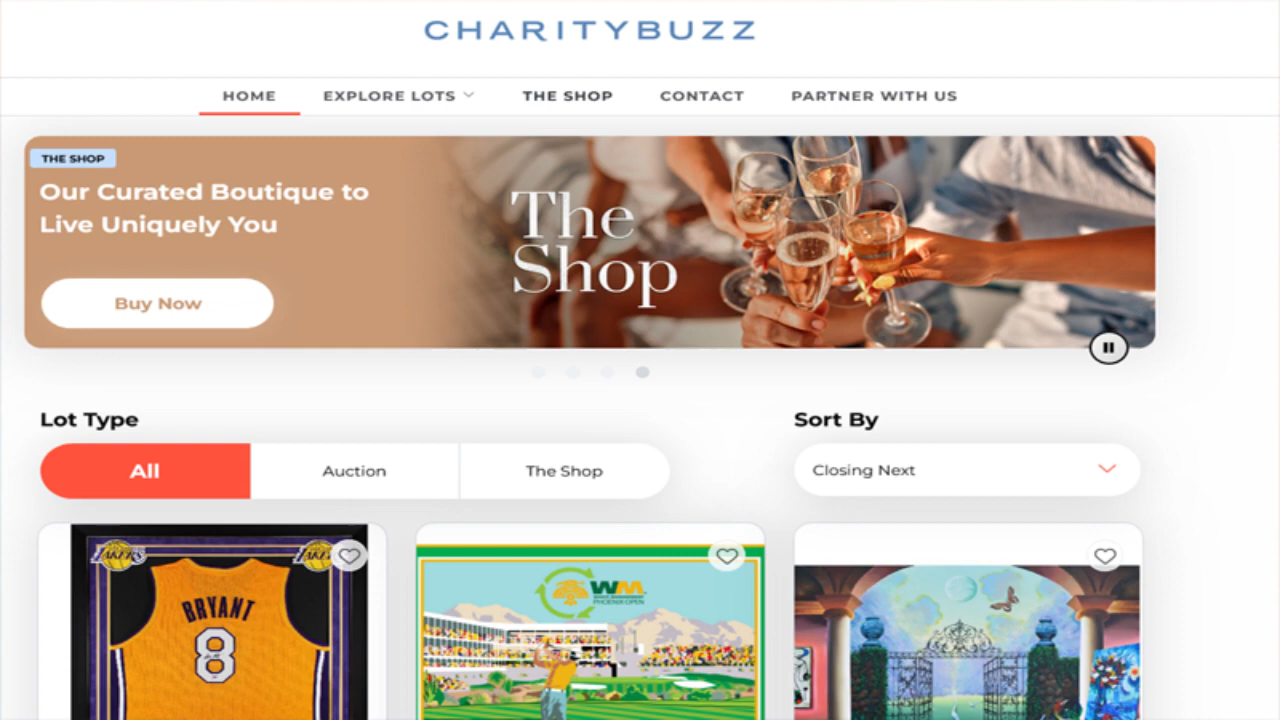 CHARITYBUZZ
HOME EXPLORE LOTS THE SHOP CONTACT PARTNER WITH US
THE SHOP
Our Curated Boutique to
Live Uniquely You
Buy Now
The
Shop
Lot Type
Sort By
All Auction The Shop
Closing Next
LAKERS
BRYANT
8
WM
PHOENIX OPEN